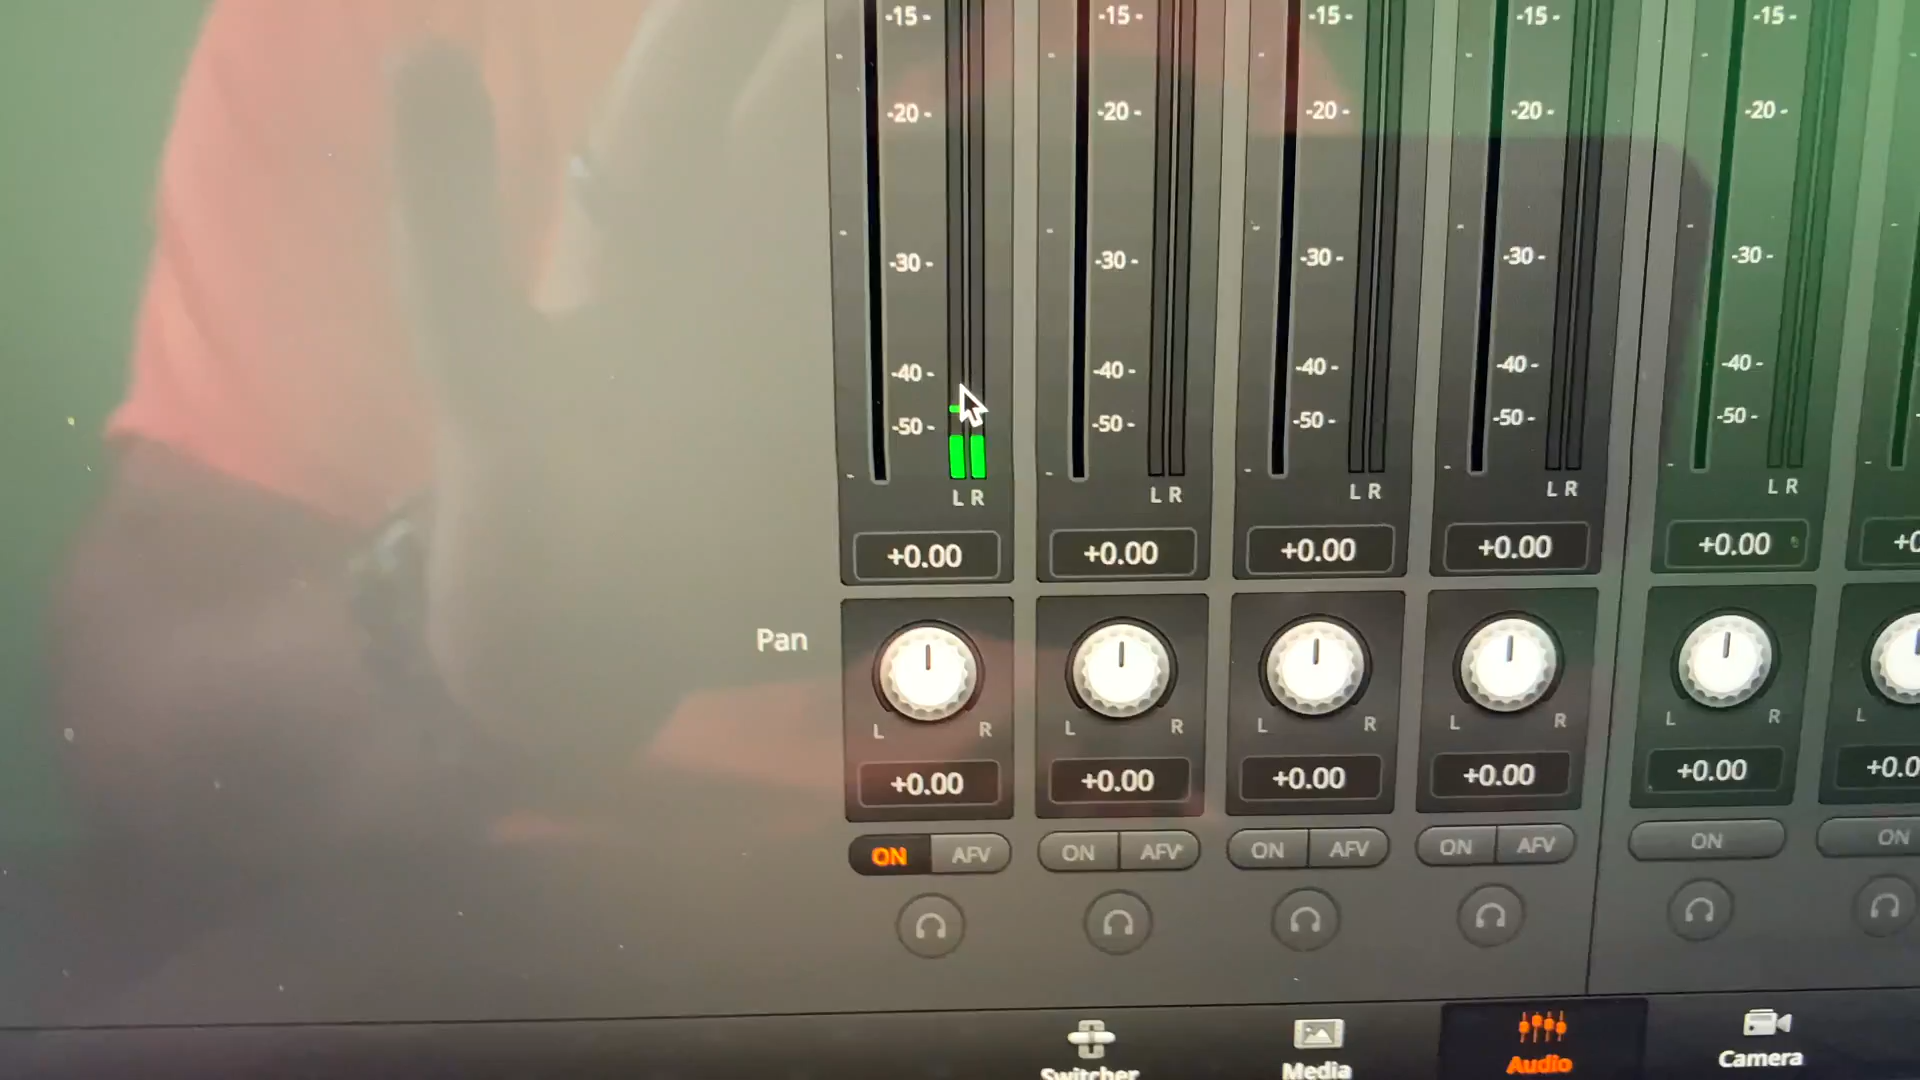 -15 - -15 - -15 - -15 - -15 -
-20 - -20 - -20 - -20 - -20 -
-30 - -30 - -30 - -30 - -30 -
-40 - -40 - -40 - -40 - -40 -
-50 - -50 - -50 - -50 - -50 -
L R L R L R L R L R
+0.00 +0.00 +0.00 +0.00 +0.00
Pan
L R L R L R L R L R L
+0.00 +0.00 +0.00 +0.00 +0.00 +0.0
ON AFV ON AFV ON AFV ON AFV ON ON
Switcher Media Audio Camera